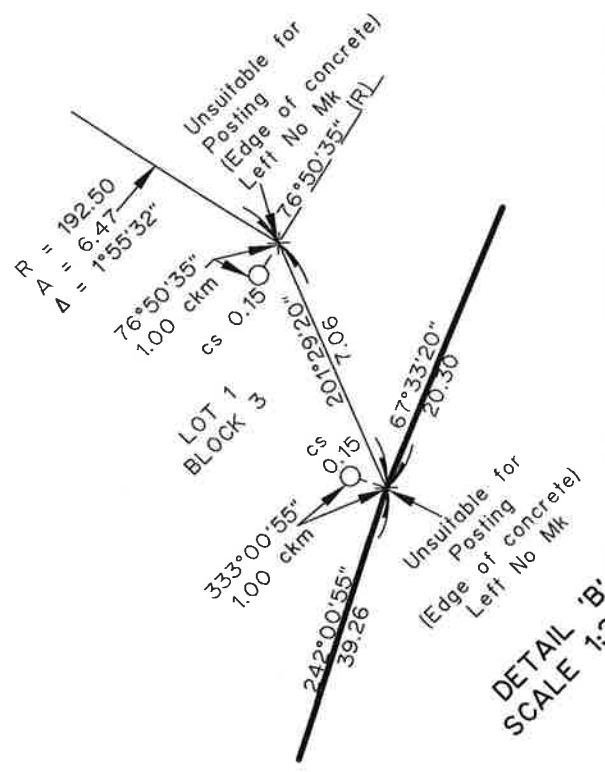 Unsuitable for
Posting
(Edge of concrete)
Left No Mk
76°50'35" (R)
R = 192.50
A = 6.47
Δ = 1°55'32"
76°50'35"
1.00 ckm
cs 0.15
201°29'20"
7.06
LOT 1
BLOCK 3
67°33'20"
20.30
cs
0.15
333°00'55"
1.00 ckm
Unsuitable for
Posting
(Edge of concrete)
Left No Mk
242°00'55"
39.26
DETAIL 'B'
SCALE 1: